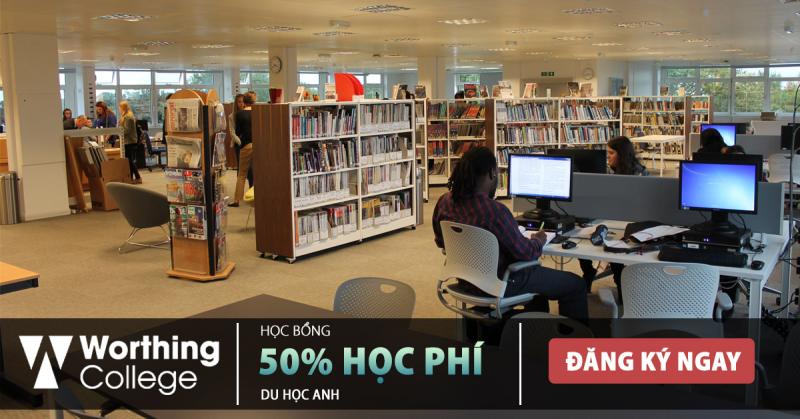 Worthing
College
HỌC BỔNG
50% HỌC PHÍ
DU HỌC ANH
ĐĂNG KÝ NGAY